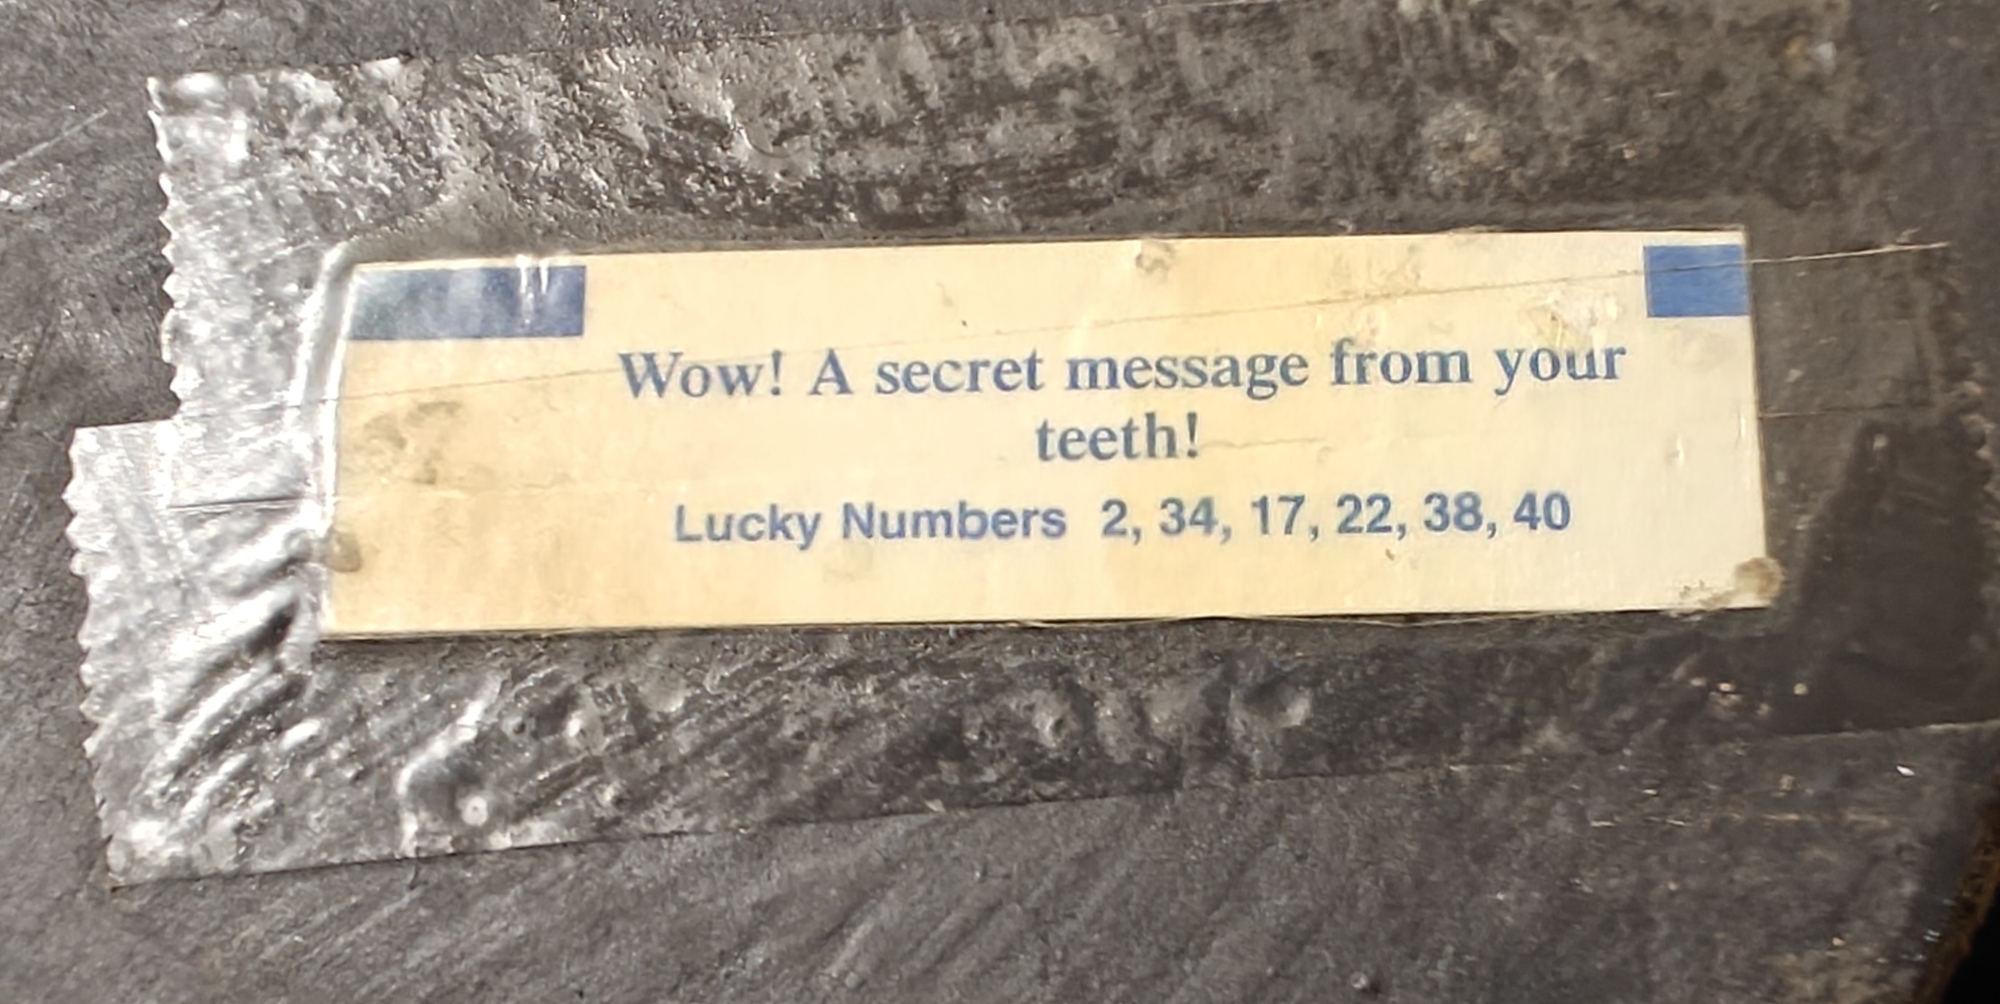 Wow! A secret message from your
teeth!
Lucky Numbers 2, 34, 17, 22, 38, 40